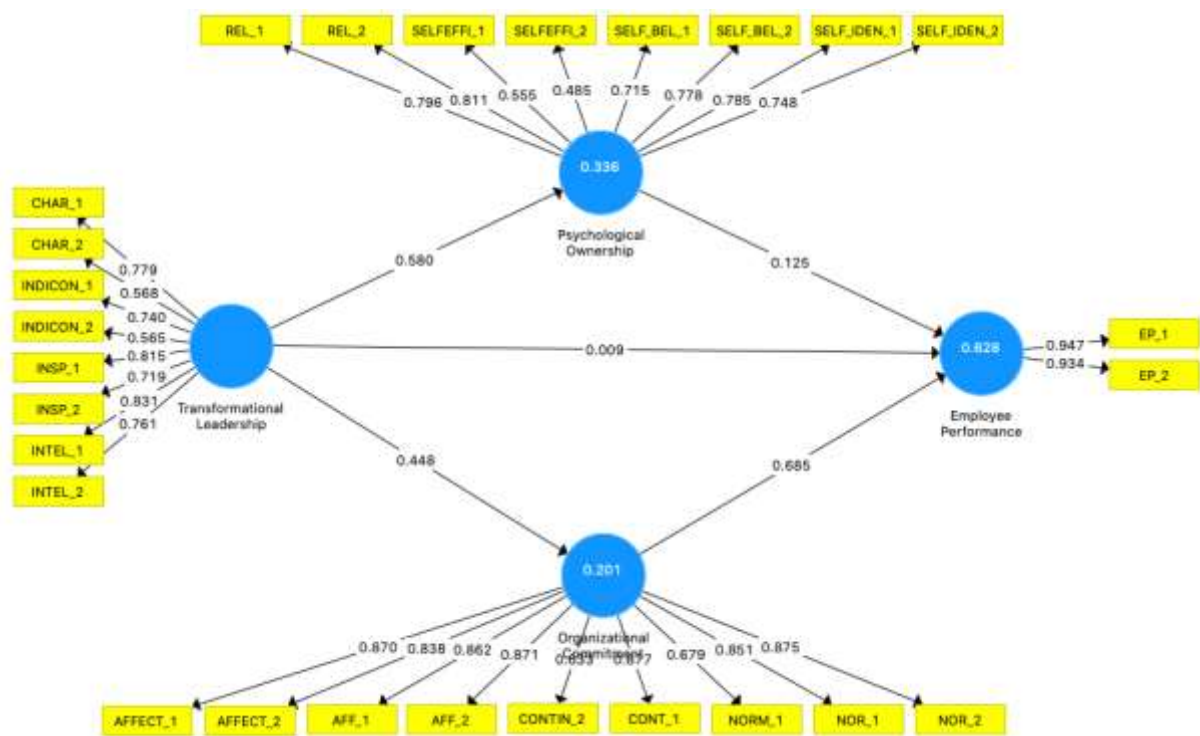 REL_1 REL_2 SELFEFFI_1 SELFEFFI_2 SELF_BEL_1 SELF_BEL_2 SELF_IDEN_1 SELF_IDEN_2
0.796 0.811 0.555 0.485 0.715 0.778 0.785 0.748
0.336
Psychological
Ownership
CHAR_1
CHAR_2
INDICON_1
INDICON_2
INSP_1
INSP_2
INTEL_1
INTEL_2
0.779
0.568
0.740
0.565
0.815
0.719
0.831
0.761
Transformational
Leadership
0.580
0.125
0.009
0.448
0.685
0.628
Employee
Performance
0.947
0.934
EP_1
EP_2
0.201
Organizational
Commitment
0.870 0.838 0.862 0.871 0.633 0.877 0.679 0.851 0.875
AFFECT_1 AFFECT_2 AFF_1 AFF_2 CONTIN_2 CONT_1 NORM_1 NOR_1 NOR_2